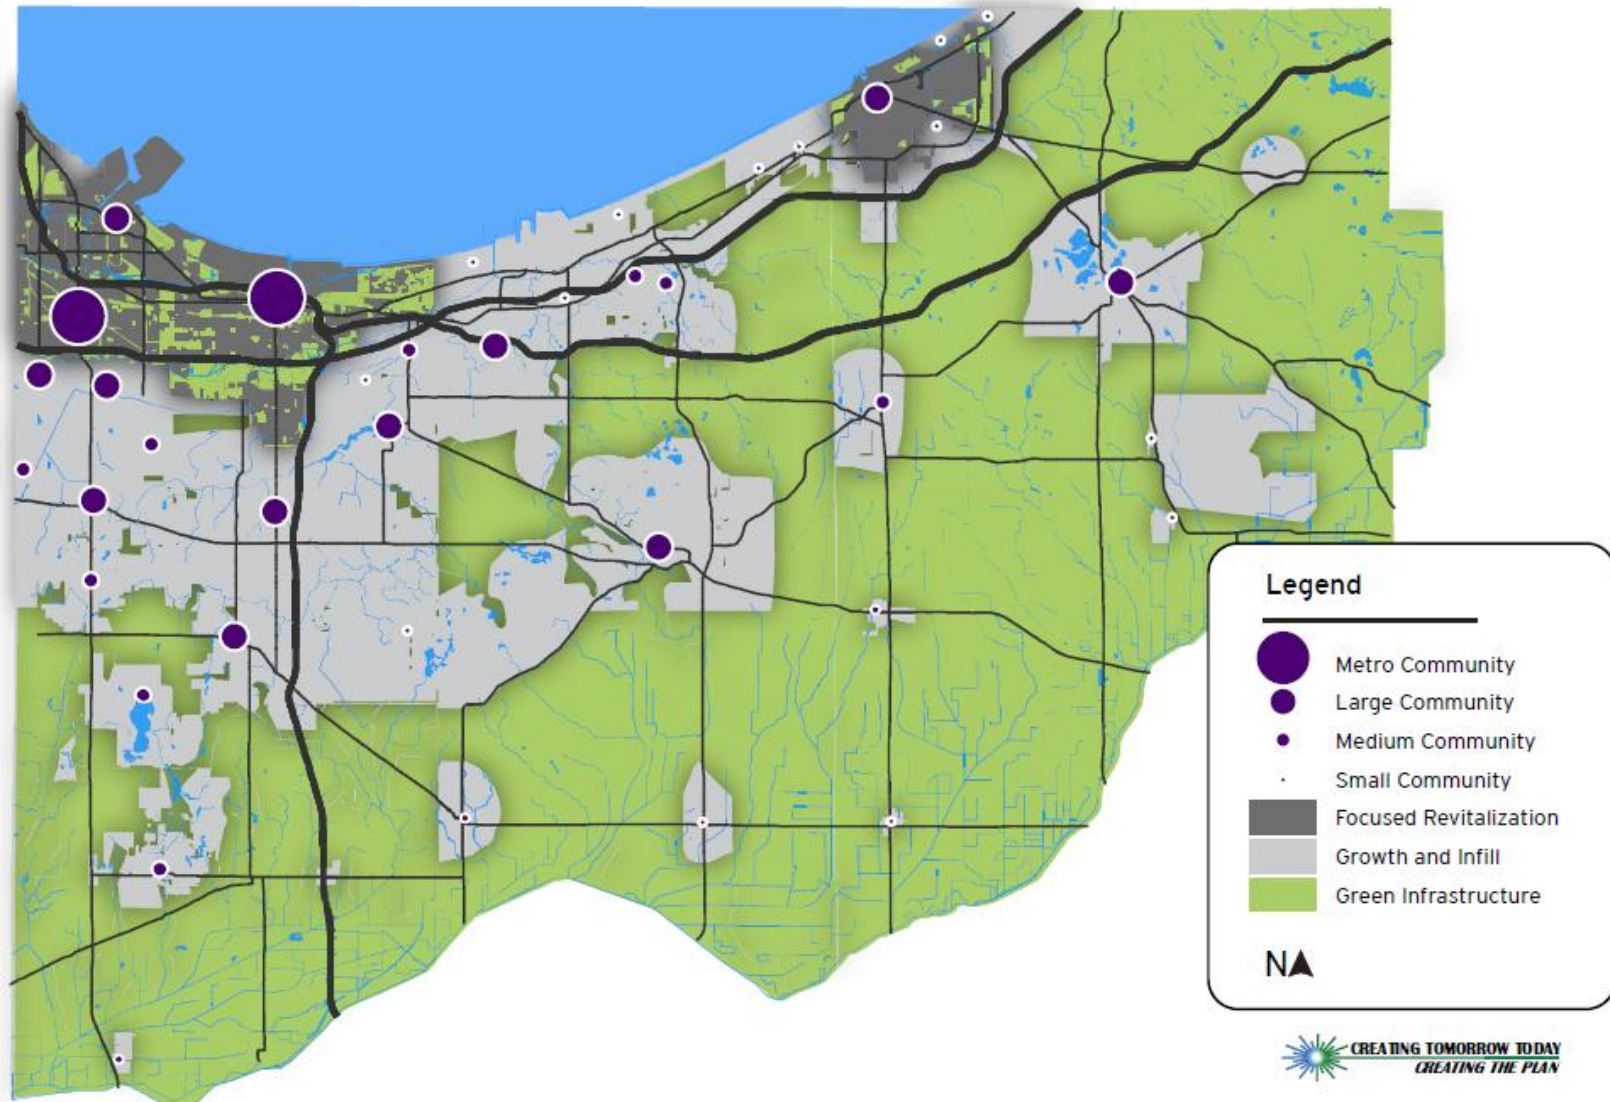 Legend
Metro Community
Large Community
Medium Community
Small Community
Focused Revitalization
Growth and Infill
Green Infrastructure
N
CREATING TOMORROW TODAY
CREATING THE PLAN